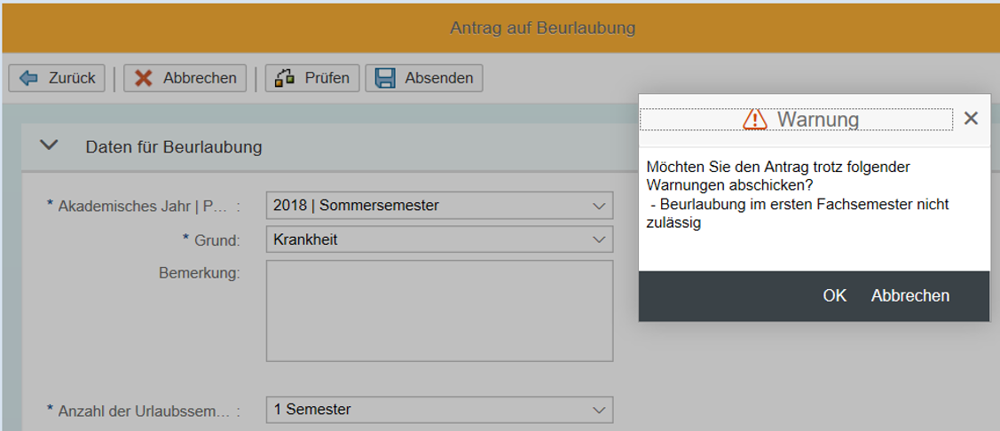 Antrag auf Beurlaubung
Zurück Abbrechen Prüfen Absenden
Warnung
Möchten Sie den Antrag trotz folgender
Warnungen abschicken?
- Beurlaubung im ersten Fachsemester nicht
zulässig
OK Abbrechen
Daten für Beurlaubung
* Akademisches Jahr | P... : 2018 | Sommersemester
* Grund: Krankheit
Bemerkung:
* Anzahl der Urlaubssem... : 1 Semester